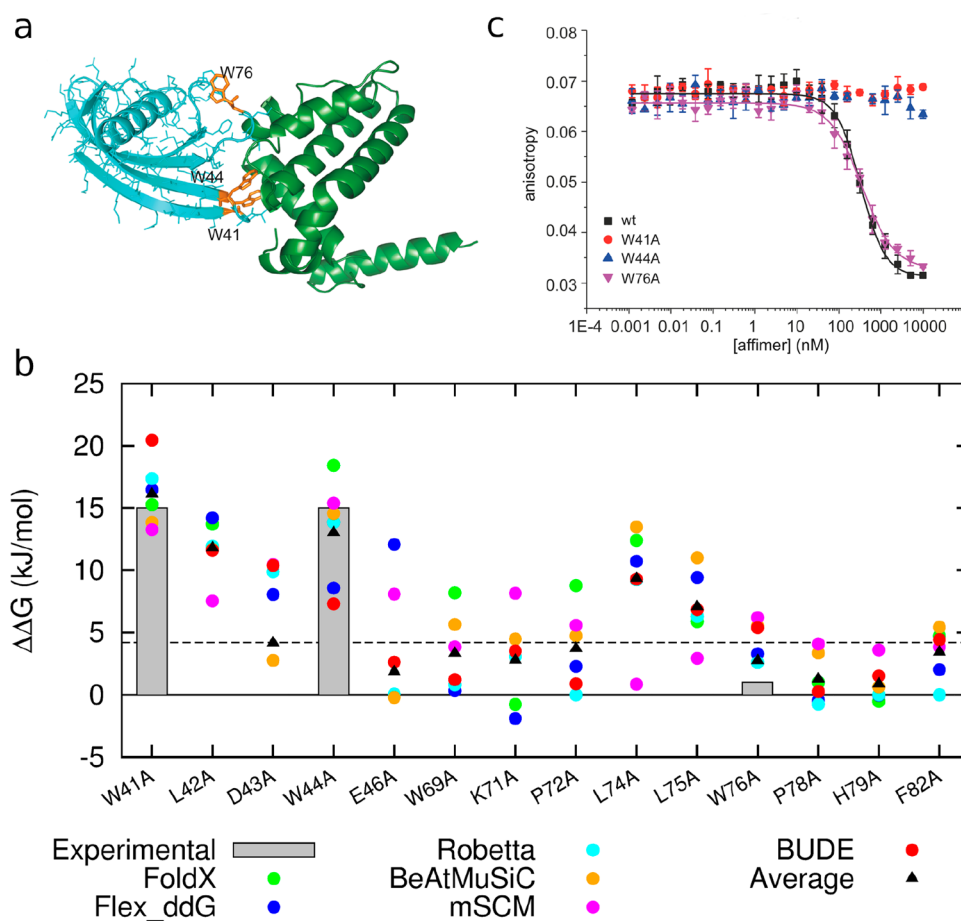 a
W76
W44
W41
c
0.08
0.07
0.06
0.05
0.04
0.03
anisotropy
wt
W41A
W44A
W76A
1E-4 0.001 0.01 0.1 1 10 100 1000 10000
[affimer] (nM)
b
25
20
15
10
5
0
-5
ΔΔG (kJ/mol)
W41A L42A D43A W44A E46A W69A K71A P72A L74A L75A W76A P78A H79A F82A
Experimental Robetta BUDE
FoldX BeAtMuSiC Average
Flex_ddG mSCM